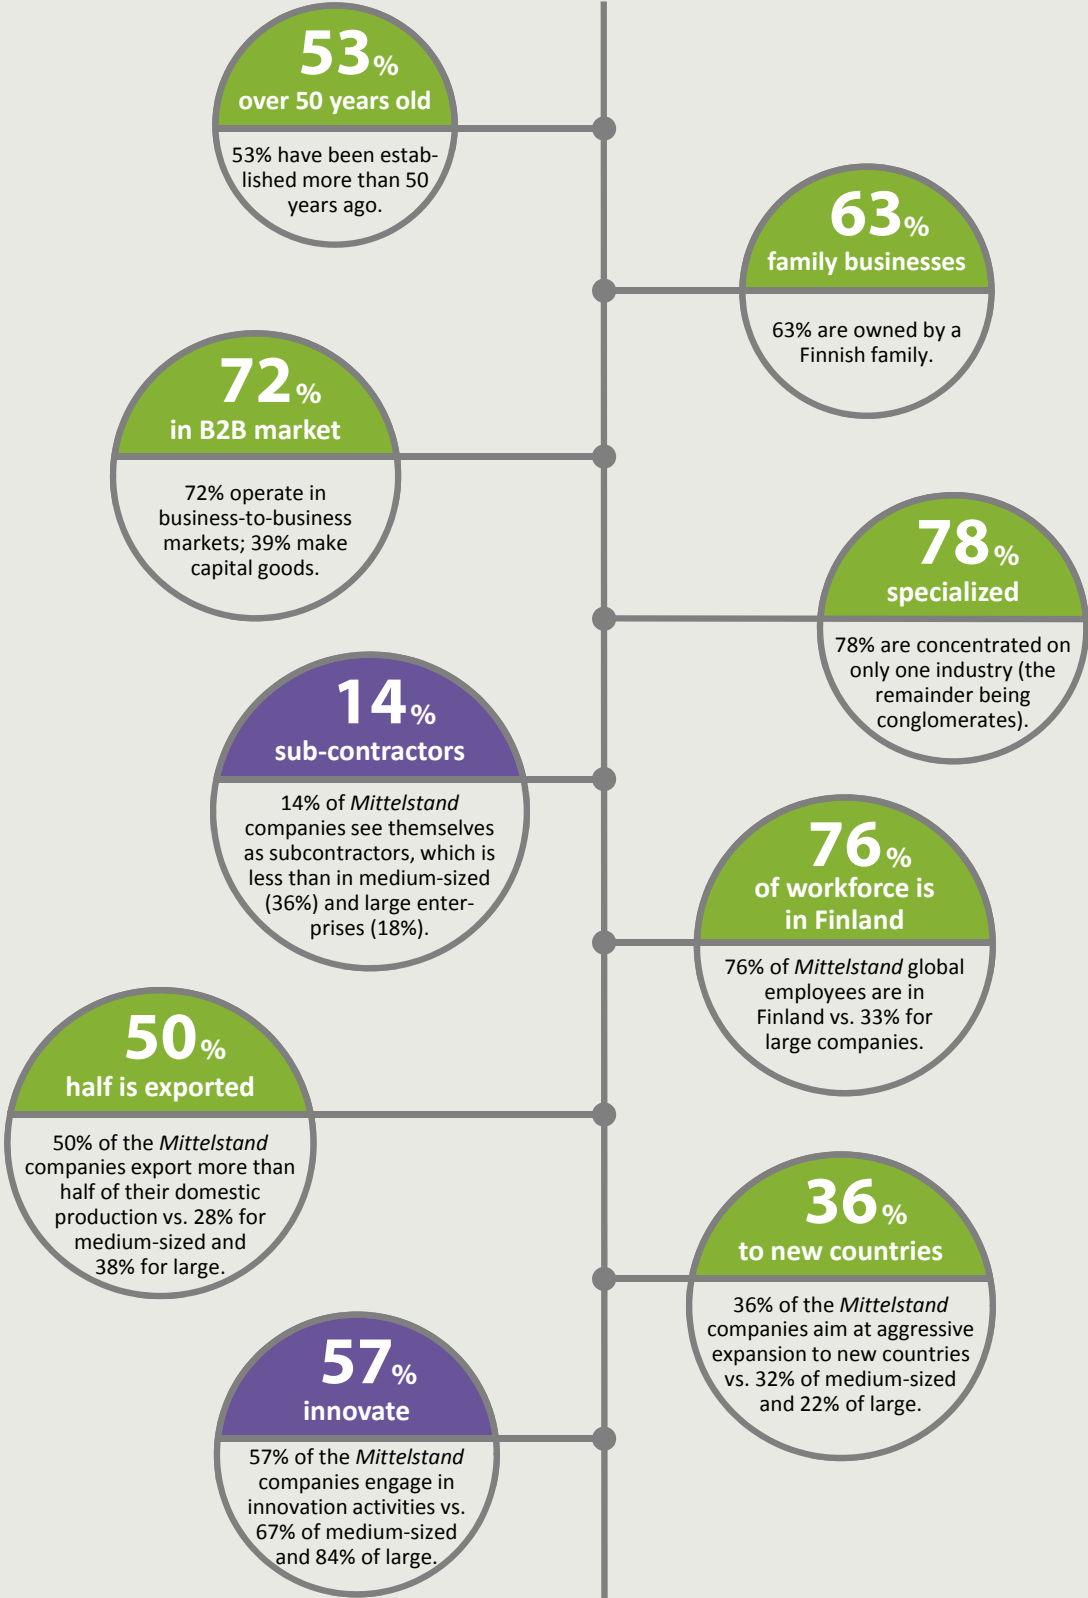 53%
over 50 years old
53% have been estab-
lished more than 50
years ago.
63%
family businesses
63% are owned by a
Finnish family.
72%
in B2B market
72% operate in
business-to-business
markets; 39% make
capital goods.
78%
specialized
78% are concentrated on
only one industry (the
remainder being
conglomerates).
14%
sub-contractors
14% of Mittelstand
companies see themselves
as subcontractors, which is
less than in medium-sized
(36%) and large enter-
prises (18%).
76%
of workforce is
in Finland
76% of Mittelstand global
employees are in
Finland vs. 33% for
large companies.
50%
half is exported
50% of the Mittelstand
companies export more than
half of their domestic
production vs. 28% for
medium-sized and
38% for large.
36%
to new countries
36% of the Mittelstand
companies aim at aggressive
expansion to new countries
vs. 32% of medium-sized
and 22% of large.
57%
innovate
57% of the Mittelstand
companies engage in
innovation activities vs.
67% of medium-sized
and 84% of large.